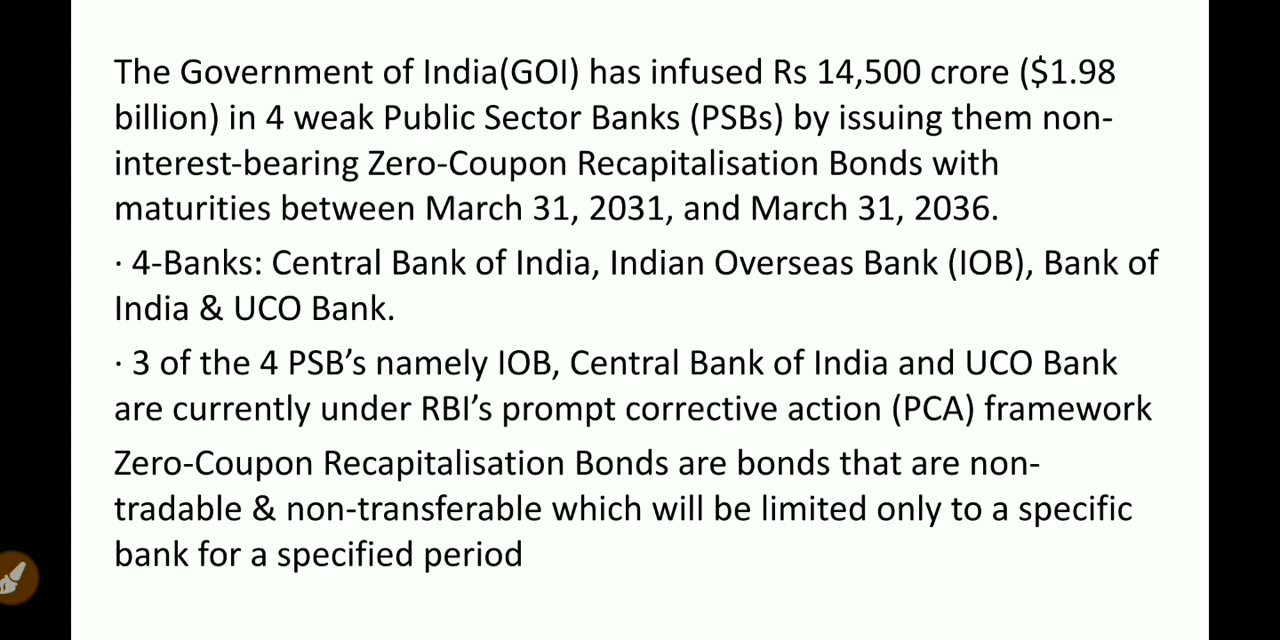 The Government of India(GOI) has infused Rs 14,500 crore ($1.98
billion) in 4 weak Public Sector Banks (PSBs) by issuing them non-
interest-bearing Zero-Coupon Recapitalisation Bonds with
maturities between March 31, 2031, and March 31, 2036.
· 4-Banks: Central Bank of India, Indian Overseas Bank (IOB), Bank of
India & UCO Bank.
· 3 of the 4 PSB’s namely IOB, Central Bank of India and UCO Bank
are currently under RBI’s prompt corrective action (PCA) framework
Zero-Coupon Recapitalisation Bonds are bonds that are non-
tradable & non-transferable which will be limited only to a specific
bank for a specified period